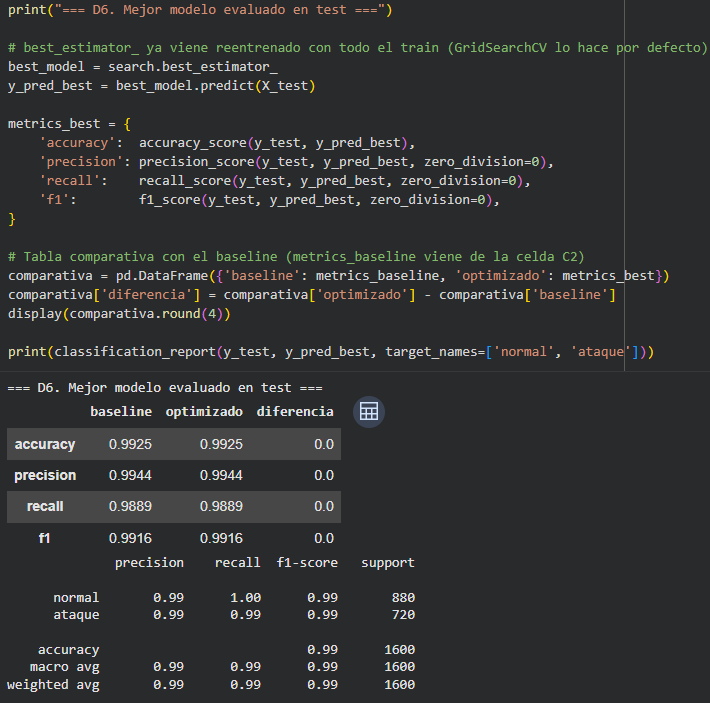 print("=== D6. Mejor modelo evaluado en test ===")
# best_estimator_ ya viene reentrenado con todo el train (GridSearchCV lo hace por defecto)
best_model = search.best_estimator_
y_pred_best = best_model.predict(X_test)
metrics_best = {
    'accuracy':  accuracy_score(y_test, y_pred_best),
    'precision': precision_score(y_test, y_pred_best, zero_division=0),
    'recall':    recall_score(y_test, y_pred_best, zero_division=0),
    'f1':        f1_score(y_test, y_pred_best, zero_division=0),
}
# Tabla comparativa con el baseline (metrics_baseline viene de la celda C2)
comparativa = pd.DataFrame({'baseline': metrics_baseline, 'optimizado': metrics_best})
comparativa['diferencia'] = comparativa['optimizado'] - comparativa['baseline']
display(comparativa.round(4))
print(classification_report(y_test, y_pred_best, target_names=['normal', 'ataque']))
=== D6. Mejor modelo evaluado en test ===
baseline optimizado diferencia
accuracy 0.9925 0.9925 0.0
precision 0.9944 0.9944 0.0
recall 0.9889 0.9889 0.0
f1 0.9916 0.9916 0.0
precision recall f1-score support
normal 0.99 1.00 0.99 880
ataque 0.99 0.99 0.99 720
accuracy 0.99 1600
macro avg 0.99 0.99 0.99 1600
weighted avg 0.99 0.99 0.99 1600